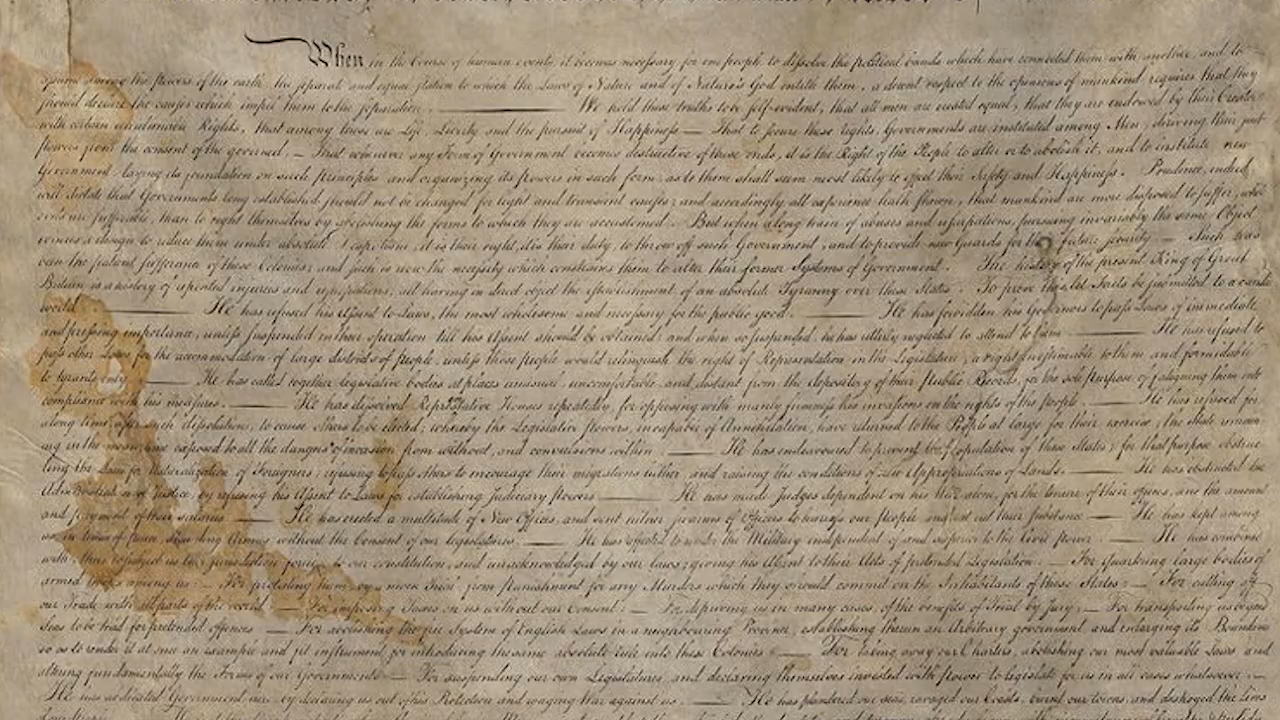 When in the Course of human events, it becomes necessary for one people to dissolve the political bands which have connected them with another, and to
assume among the powers of the earth, the separate and equal station to which the Laws of Nature and of Nature's God entitle them, a decent respect to the opinions of mankind requires that they
should declare the causes which impel them to the separation. — We hold these truths to be self-evident, that all men are created equal, that they are endowed by their Creator
with certain unalienable Rights, that among these are Life, Liberty and the pursuit of Happiness — That to secure these rights, Governments are instituted among Men, deriving their just
powers from the consent of the governed, — That whenever any Form of Government becomes destructive of these ends, it is the Right of the People to alter or to abolish it, and to institute new
Government, laying its foundation on such principles and organizing its powers in such form, as to them shall seem most likely to effect their Safety and Happiness. Prudence, indeed,
will dictate that Governments long established should not be changed for light and transient causes; and accordingly all experience hath shewn, that mankind are more disposed to suffer, while
evils are sufferable, than to right themselves by abolishing the forms to which they are accustomed. But when a long train of abuses and usurpations, pursuing invariably the same Object
evinces a design to reduce them under absolute Despotism, it is their right, it is their duty, to throw off such Government, and to provide new Guards for their future security — Such has
been the patient sufferance of these Colonies; and such is now the necessity which constrains them to alter their former Systems of Government. The history of the present King of Great
Britain is a history of repeated injuries and usurpations, all having in direct object the establishment of an absolute Tyranny over these States. To prove this, let Facts be submitted to a candid
world. — He has refused his Assent to Laws, the most wholesome and necessary for the public good. — He has forbidden his Governors to pass Laws of immediate
and pressing importance, unless suspended in their operation till his Assent should be obtained; and when so suspended, he has utterly neglected to attend to them — He has refused to
pass other Laws for the accommodation of large districts of people, unless those people would relinquish the right of Representation in the Legislature, a right inestimable to them and formidable
to tyrants only — He has called together legislative bodies at places unusual, uncomfortable, and distant from the depository of their Public Records, for the sole purpose of fatiguing them into
compliance with his measures. — He has dissolved Representative Houses repeatedly, for opposing with manly firmness his invasions on the rights of the people — He has refused for
a long time, after such dissolutions, to cause others to be elected; whereby the Legislative powers, incapable of Annihilation, have returned to the People at large for their exercise; the State remain
ing in the mean time exposed to all the dangers of invasion from without, and convulsions within. — He has endeavoured to prevent the population of these States; for that purpose obstruc
ting the Laws for Naturalization of Foreigners; refusing to pass others to encourage their migrations hither, and raising the conditions of new Appropriations of Lands. — He has obstructed the
Administration of Justice, by refusing his Assent to Laws for establishing Judiciary powers — He has made Judges dependent on his Will alone, for the tenure of their offices, and the amount
and payment of their salaries — He has erected a multitude of New Offices, and sent hither swarms of Officers to harrass our People and eat out their substance — He has kept among
us, in times of peace, Standing Armies without the Consent of our legislatures. — He has affected to render the Military independent of and superior to the Civil power. — He has combined
with others to subject us to a jurisdiction foreign to our constitution, and unacknowledged by our laws; giving his Assent to their Acts of pretended Legislation: — For Quartering large bodies of
armed troops among us: — For protecting them, by a mock Trial, from Punishment for any Murders which they should commit on the Inhabitants of these States: — For cutting off
our Trade with all parts of the world: — For imposing Taxes on us without our Consent: — For depriving us in many cases, of the benefits of Trial by Jury; — For transporting us beyond
Seas to be tried for pretended offences — For abolishing the free System of English Laws in a neighbouring Province, establishing therein an Arbitrary government, and enlarging its Boundaries
so as to render it at once an example and fit instrument for introducing the same absolute rule into these Colonies — For taking away our Charters, abolishing our most valuable Laws, and
altering fundamentally the Forms of our Governments — For suspending our own Legislatures, and declaring themselves invested with power to legislate for us in all cases whatsoever. —
He has abdicated Government here, by declaring us out of his Protection and waging War against us. — He has plundered our seas, ravaged our Coasts, burnt our towns, and destroyed the lives